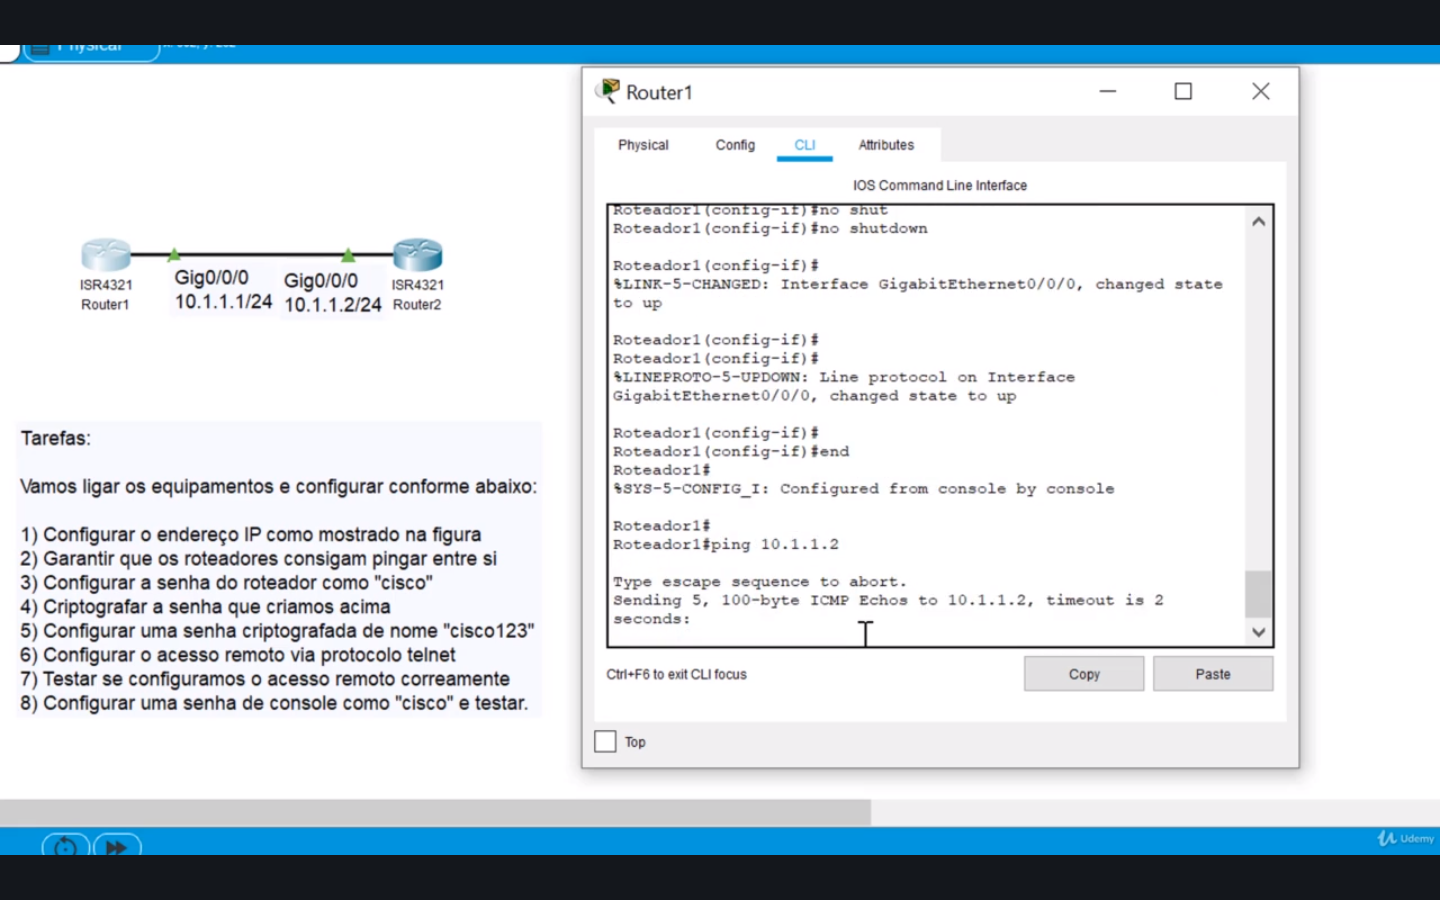 Physical
Router1
Physical
Config
CLI
Attributes
IOS Command Line Interface
Roteador1(config-if)#no shut
Roteador1(config-if)#no shutdown
Roteador1(config-if)#
%LINK-5-CHANGED: Interface GigabitEthernet0/0/0, changed state
to up
Roteador1(config-if)#
Roteador1(config-if)#
%LINEPROTO-5-UPDOWN: Line protocol on Interface
GigabitEthernet0/0/0, changed state to up
Roteador1(config-if)#
Roteador1(config-if)#end
Roteador1#
%SYS-5-CONFIG_I: Configured from console by console
Roteador1#
Roteador1#ping 10.1.1.2
Type escape sequence to abort.
Sending 5, 100-byte ICMP Echos to 10.1.1.2, timeout is 2
seconds:
Ctrl+F6 to exit CLI focus
Copy
Paste
Top
ISR4321
Router1
Gig0/0/0
10.1.1.1/24
Gig0/0/0
10.1.1.2/24
ISR4321
Router2
Tarefas:
Vamos ligar os equipamentos e configurar conforme abaixo:
1) Configurar o endereço IP como mostrado na figura
2) Garantir que os roteadores consigam pingar entre si
3) Configurar a senha do roteador como "cisco"
4) Criptografar a senha que criamos acima
5) Configurar uma senha criptografada de nome "cisco123"
6) Configurar o acesso remoto via protocolo telnet
7) Testar se configuramos o acesso remoto correamente
8) Configurar uma senha de console como "cisco" e testar.
Udemy